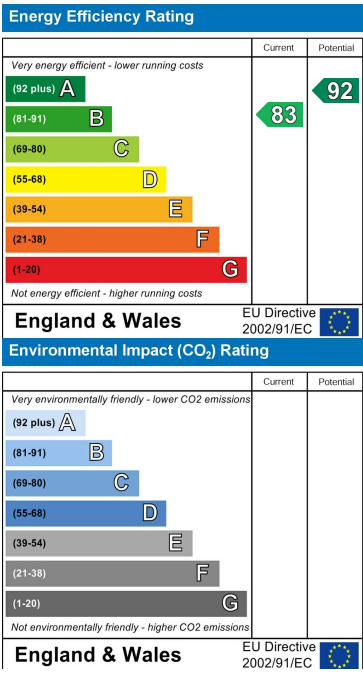 Energy Efficiency Rating
Current Potential
Very energy efficient - lower running costs
(92 plus) A
(81-91) B
(69-80) C
(55-68) D
(39-54) E
(21-38) F
(1-20) G
83
92
Not energy efficient - higher running costs
England & Wales
EU Directive
2002/91/EC
Environmental Impact (CO₂) Rating
Current Potential
Very environmentally friendly - lower CO2 emissions
(92 plus) A
(81-91) B
(69-80) C
(55-68) D
(39-54) E
(21-38) F
(1-20) G
Not environmentally friendly - higher CO2 emissions
England & Wales
EU Directive
2002/91/EC